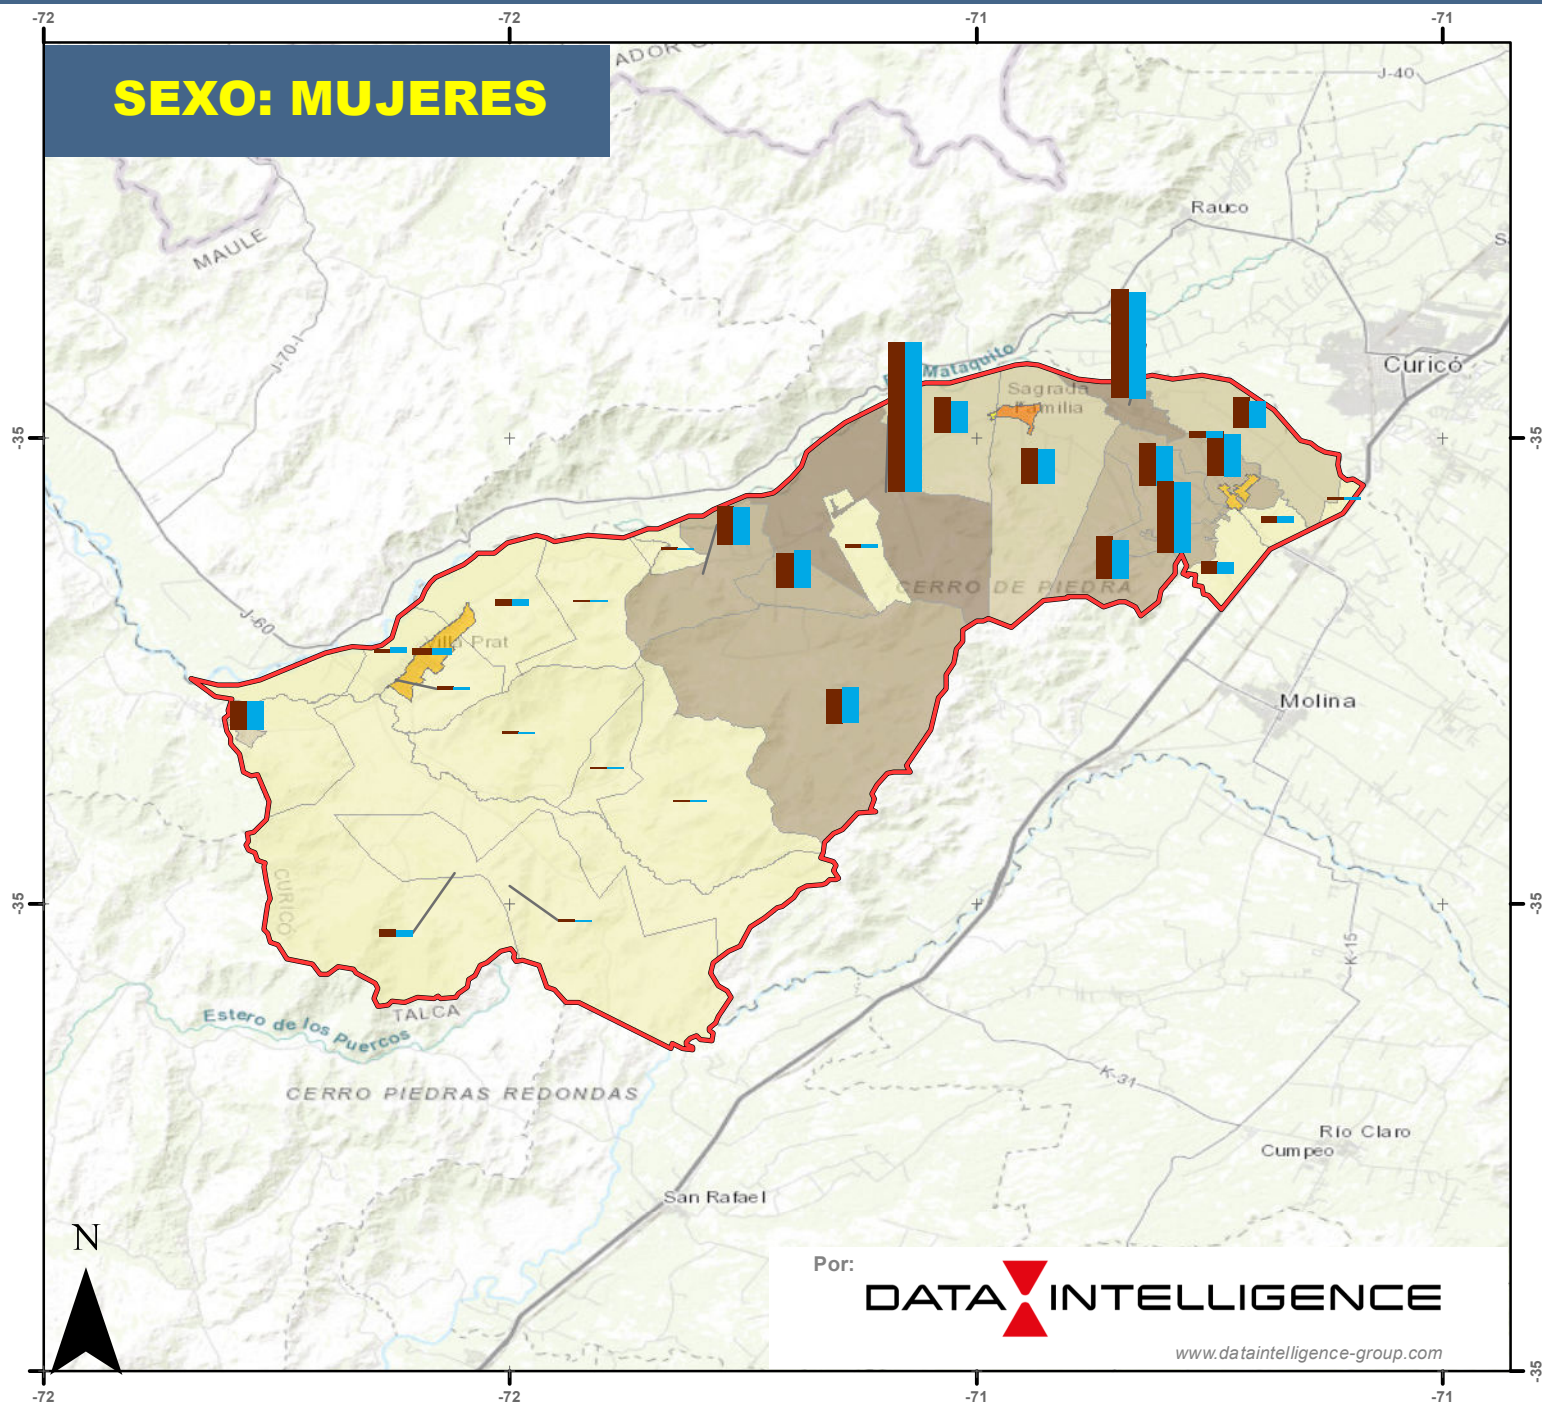 -72
-72
-71
-71
SEXO: MUJERES
ADOR
J-40
MAULE
Rauco
S
J-70-I
Curicó
Mataquito
Sagrada
Familia
-35
-35
CERRO DE PIEDRA
J-60
Villa Prat
Molina
CURICÓ
-35
-35
K-15
TALCA
Estero de los Puercos
CERRO PIEDRAS REDONDAS
K-31
Río Claro
Cumpeo
San Rafael
N
Por:
DATA INTELLIGENCE
www.dataintelligence-group.com
-35
-72
-72
-71
-71